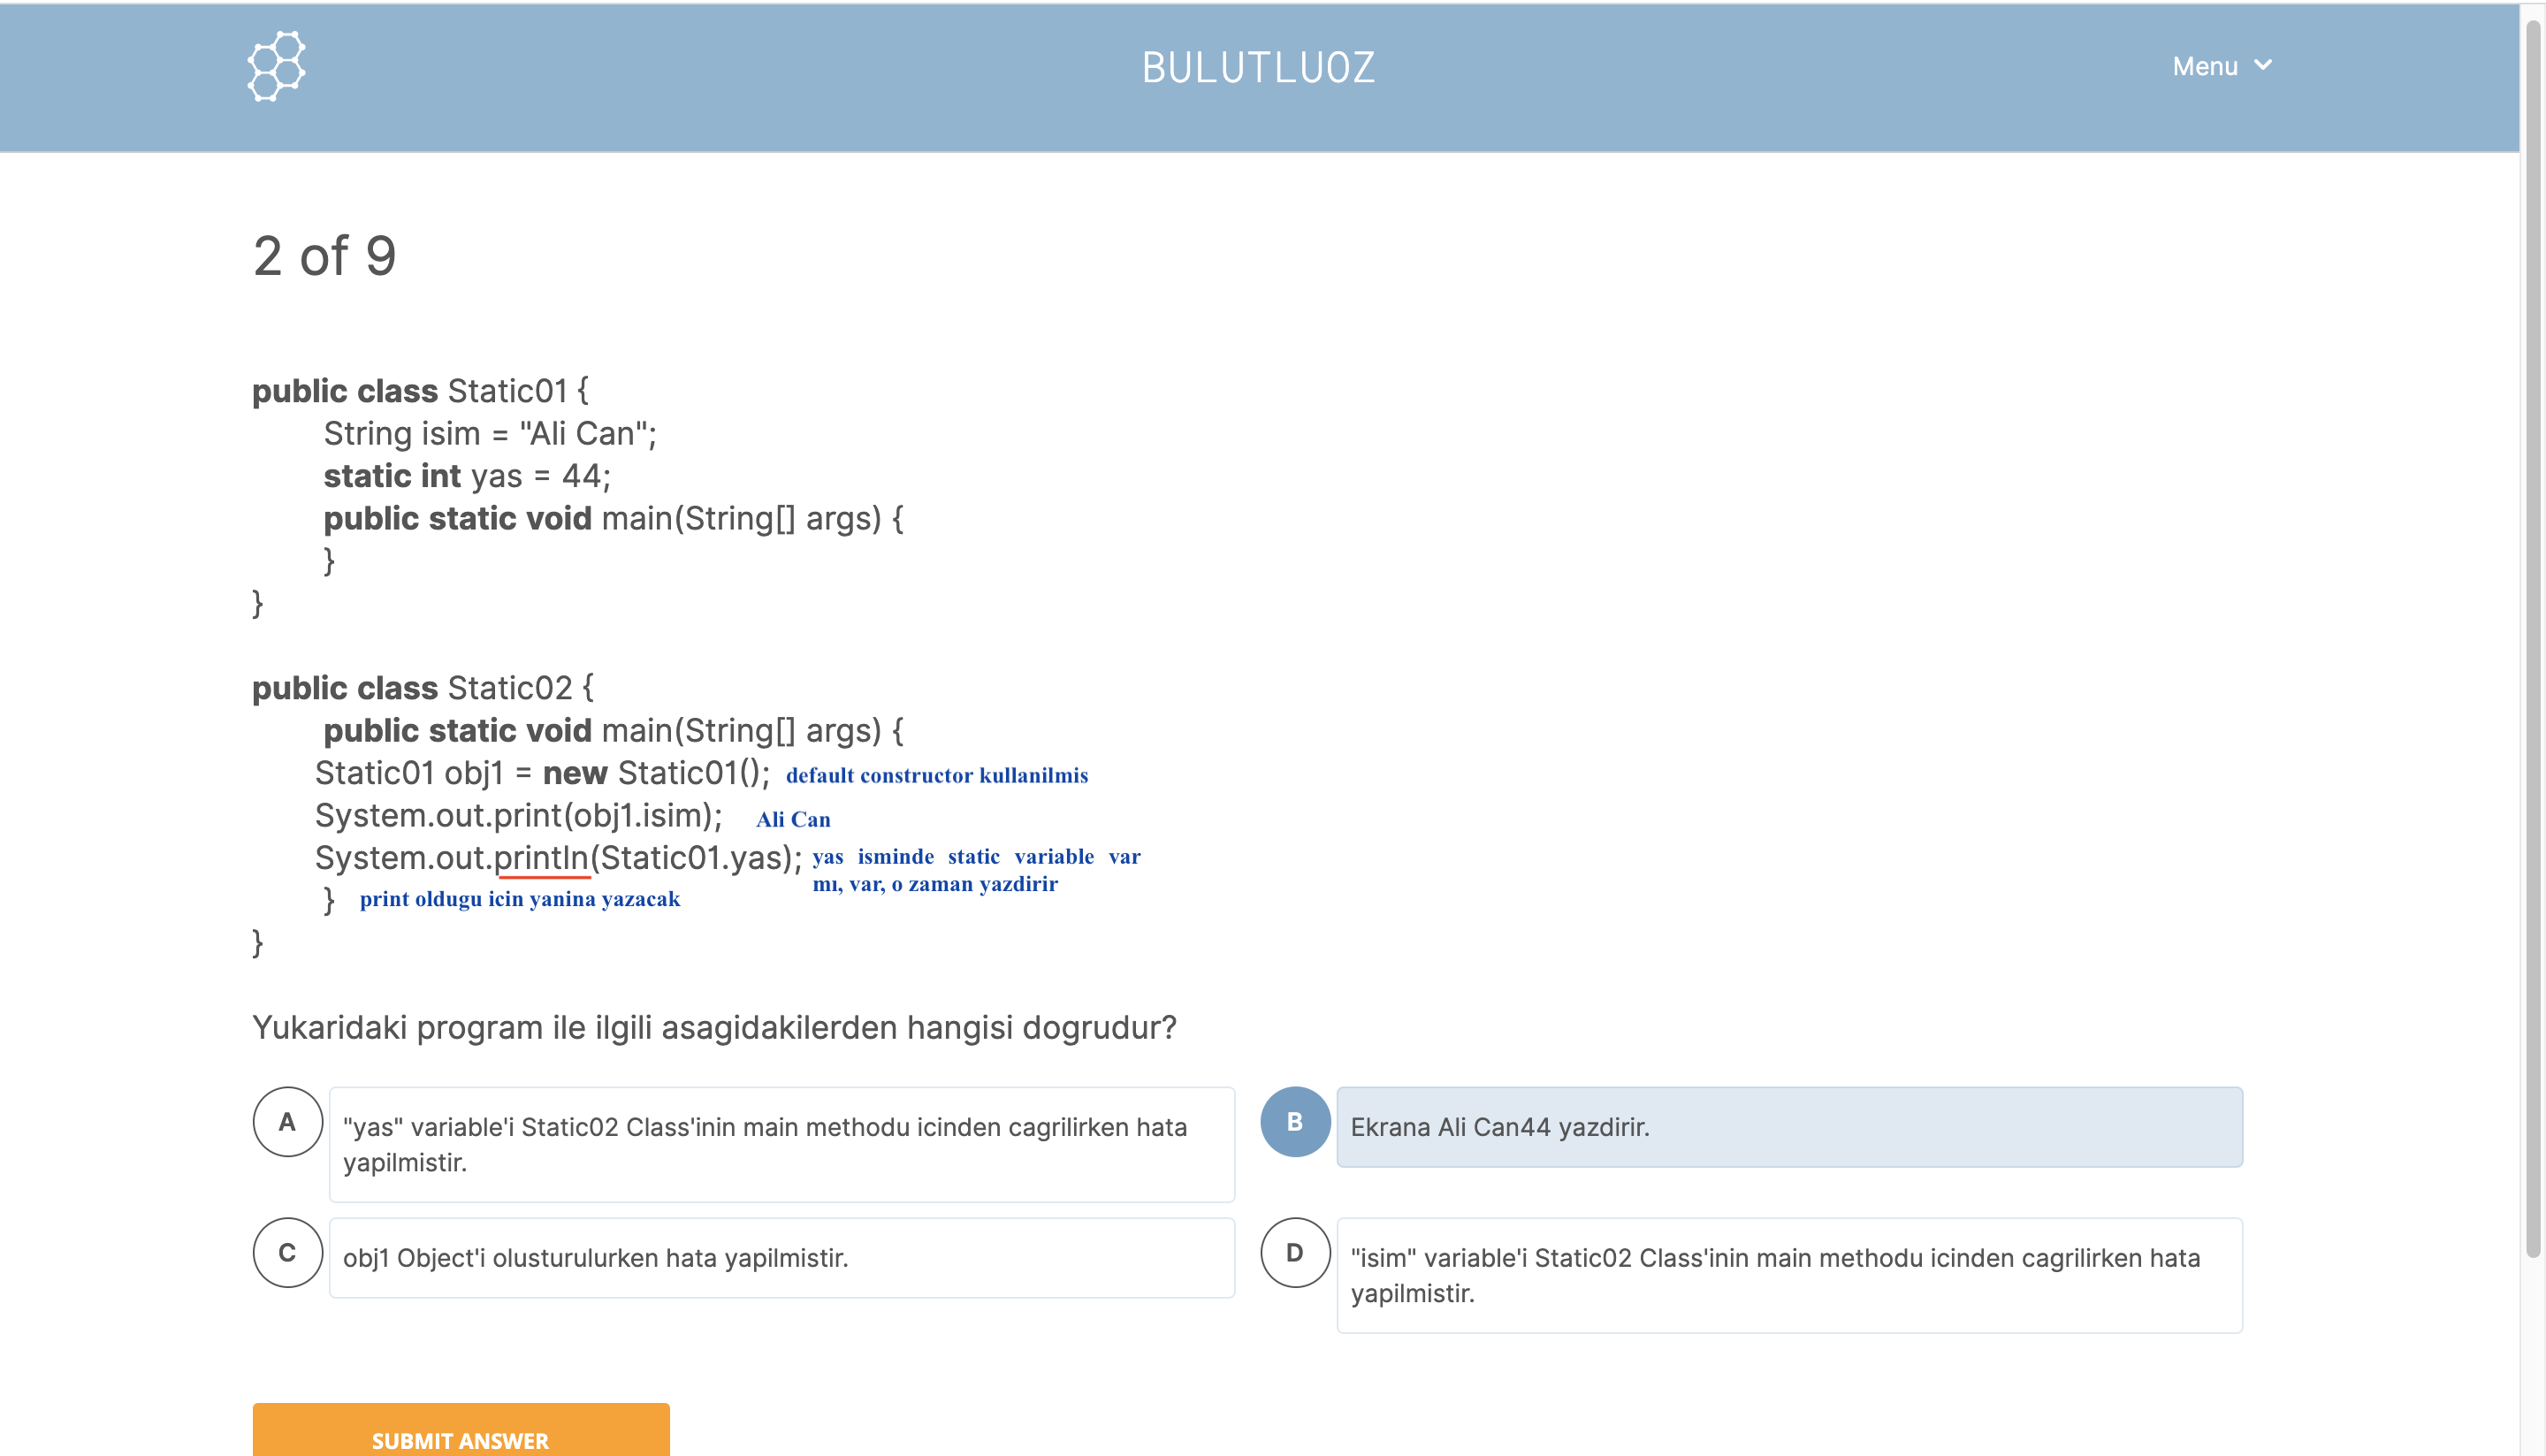 BULUTLUOZ
Menu
2 of 9
public class Static01 {
String isim = "Ali Can";
static int yas = 44;
public static void main(String[] args) {
}
}
public class Static02 {
public static void main(String[] args) {
Static01 obj1 = new Static01(); default constructor kullanilmis
System.out.print(obj1.isim); Ali Can
System.out.println(Static01.yas); yas isminde static variable var
mı, var, o zaman yazdirir
} print oldugu icin yanina yazacak
}
Yukaridaki program ile ilgili asagidakilerden hangisi dogrudur?
A "yas" variable'i Static02 Class'inin main methodu icinden cagrilirken hata
yapilmistir.
B Ekrana Ali Can44 yazdirir.
C obj1 Object'i olusturulurken hata yapilmistir.
D "isim" variable'i Static02 Class'inin main methodu icinden cagrilirken hata
yapilmistir.
SUBMIT ANSWER